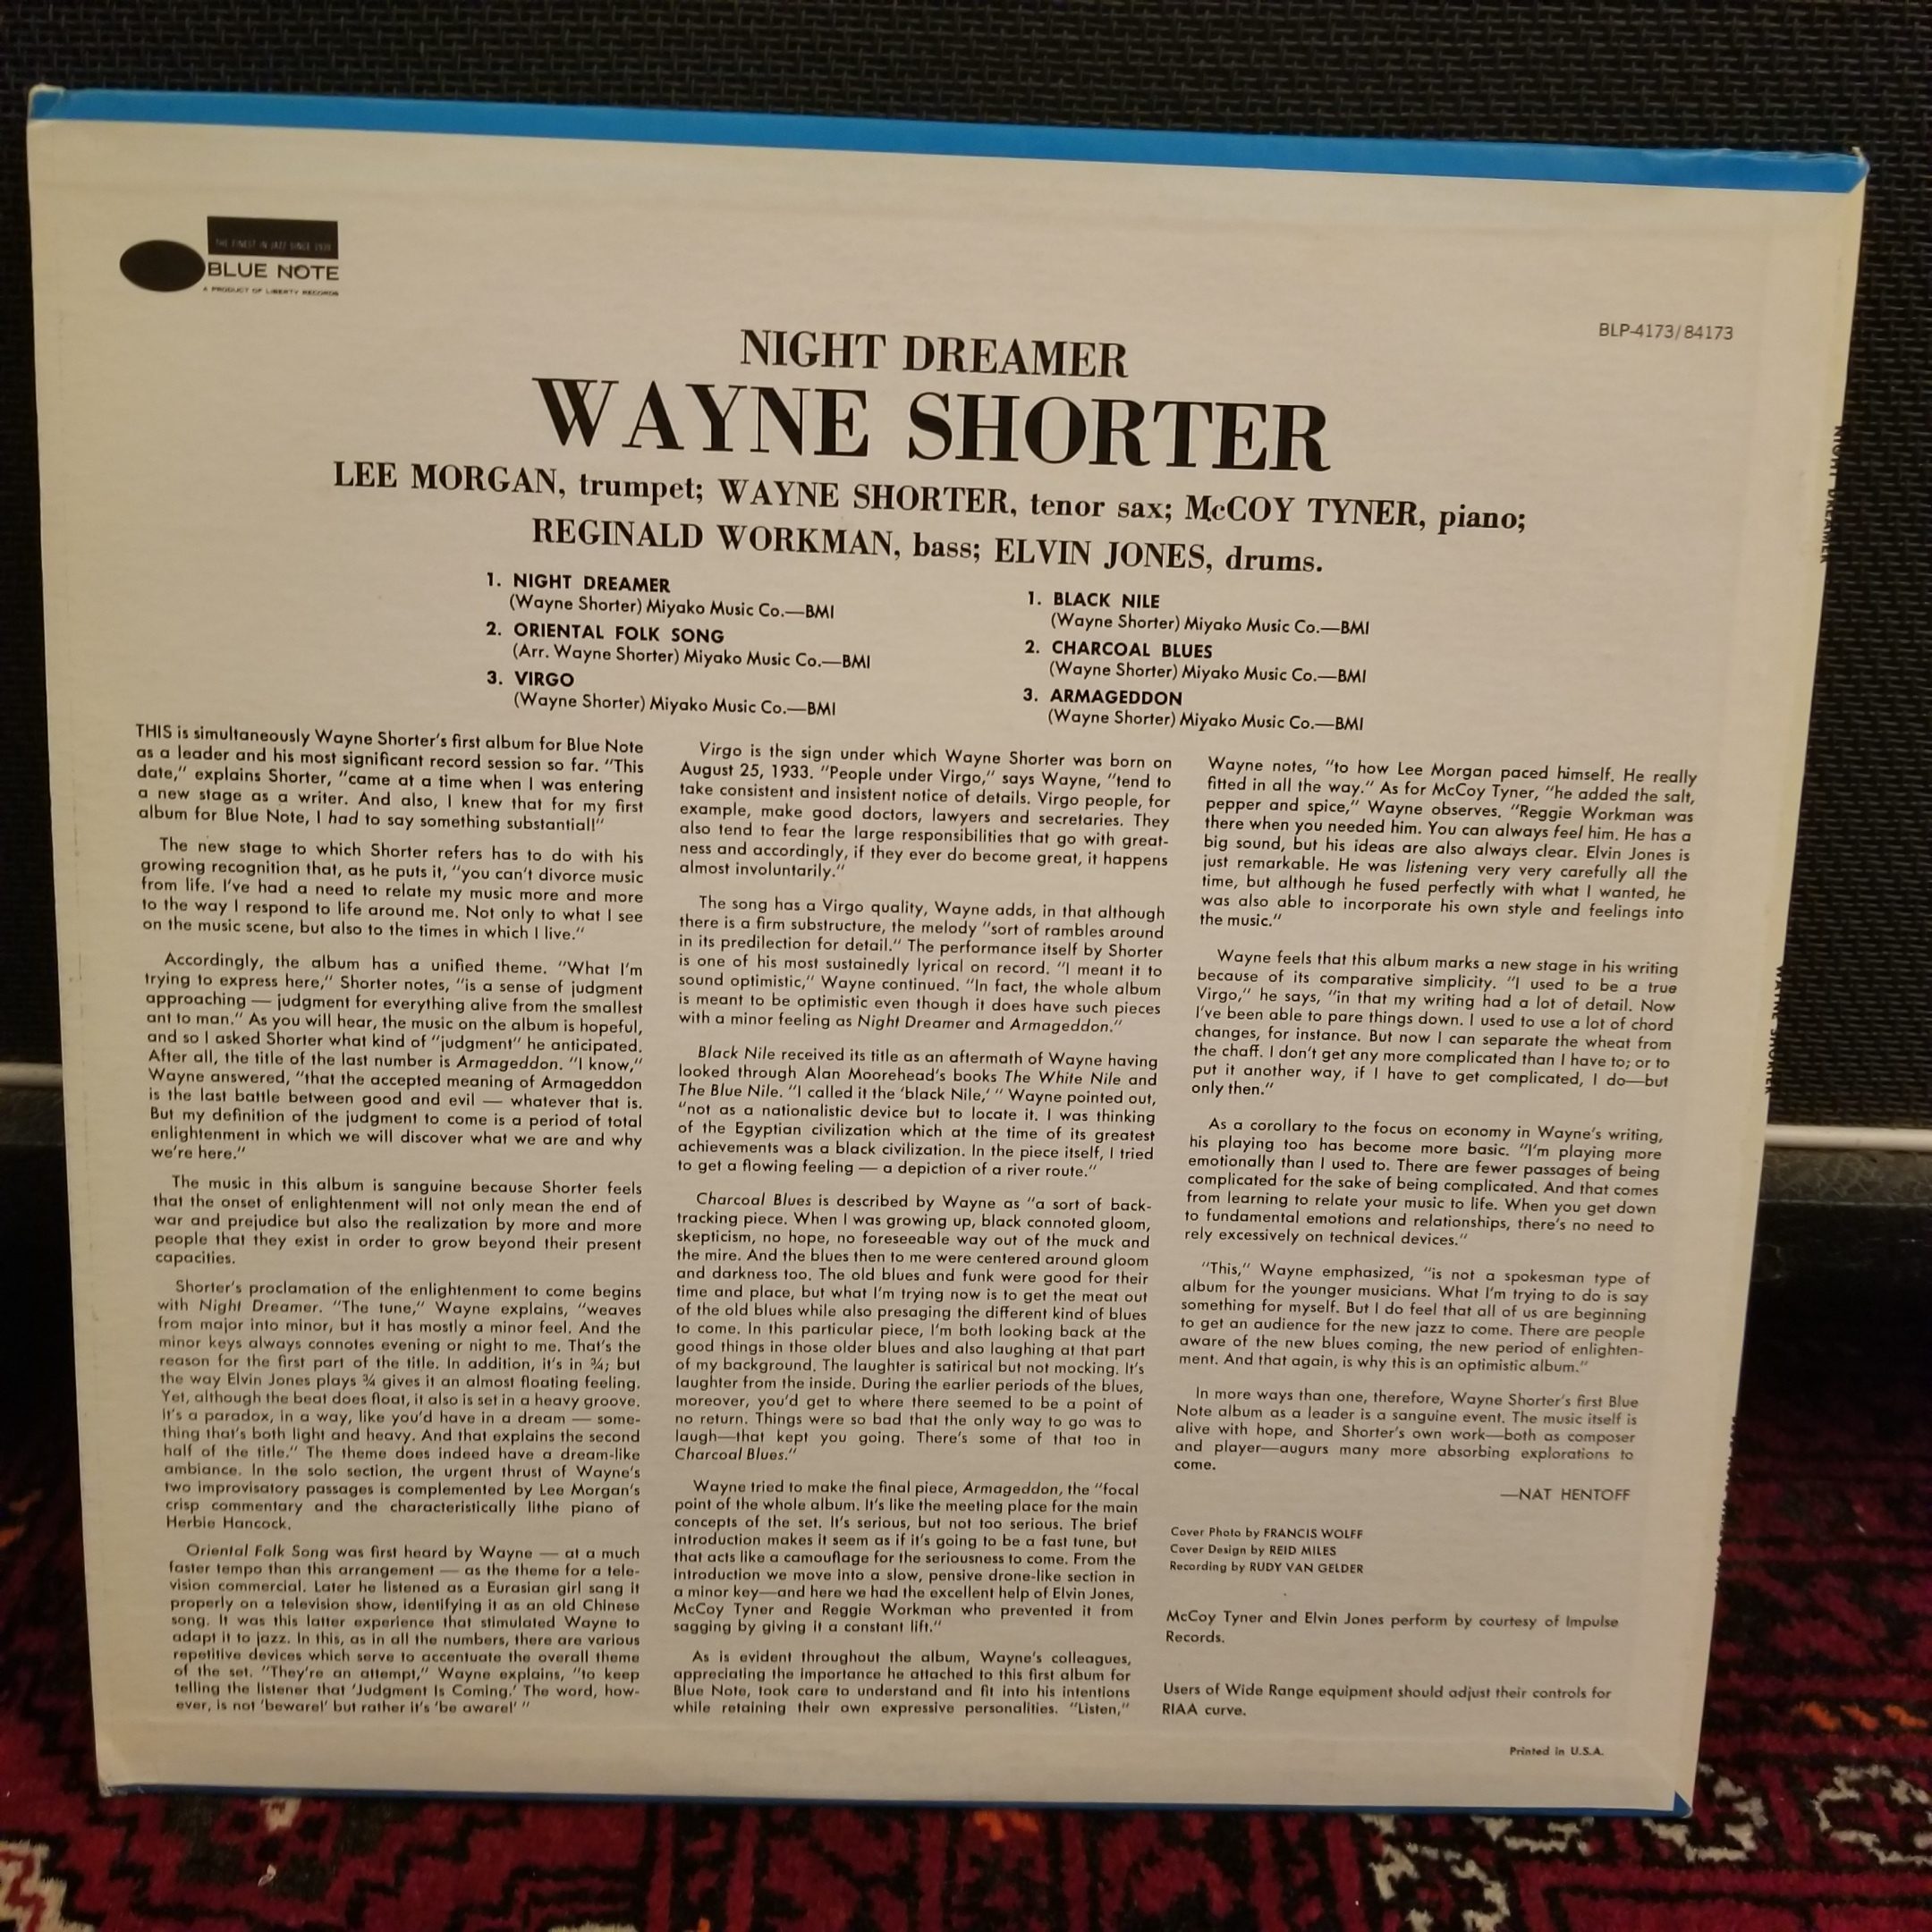 THE FINEST IN JAZZ SINCE 1939
BLUE NOTE
A PRODUCT OF LIBERTY RECORDS
BLP-4173/84173
NIGHT DREAMER
WAYNE SHORTER
LEE MORGAN, trumpet; WAYNE SHORTER, tenor sax; McCOY TYNER, piano;
REGINALD WORKMAN, bass; ELVIN JONES, drums.
1. NIGHT DREAMER
(Wayne Shorter) Miyako Music Co.—BMI
2. ORIENTAL FOLK SONG
(Arr. Wayne Shorter) Miyako Music Co.—BMI
3. VIRGO
(Wayne Shorter) Miyako Music Co.—BMI
1. BLACK NILE
(Wayne Shorter) Miyako Music Co.—BMI
2. CHARCOAL BLUES
(Wayne Shorter) Miyako Music Co.—BMI
3. ARMAGEDDON
(Wayne Shorter) Miyako Music Co.—BMI
THIS is simultaneously Wayne Shorter's first album for Blue Note
as a leader and his most significant record session so far. "This
date," explains Shorter, "came at a time when I was entering
a new stage as a writer. And also, I knew that for my first
album for Blue Note, I had to say something substantial!"
The new stage to which Shorter refers has to do with his
growing recognition that, as he puts it, "you can't divorce music
from life. I've had a need to relate my music more and more
to the way I respond to life around me. Not only to what I see
on the music scene, but also to the times in which I live."
Accordingly, the album has a unified theme. "What I'm
trying to express here," Shorter notes, "is a sense of judgment
approaching — judgment for everything alive from the smallest
ant to man." As you will hear, the music on the album is hopeful,
and so I asked Shorter what kind of "judgment" he anticipated.
After all, the title of the last number is Armageddon. "I know,"
Wayne answered, "that the accepted meaning of Armageddon
is the last battle between good and evil — whatever that is.
But my definition of the judgment to come is a period of total
enlightenment in which we will discover what we are and why
we're here."
The music in this album is sanguine because Shorter feels
that the onset of enlightenment will not only mean the end of
war and prejudice but also the realization by more and more
people that they exist in order to grow beyond their present
capacities.
Shorter's proclamation of the enlightenment to come begins
with Night Dreamer. "The tune," Wayne explains, "weaves
from major into minor, but it has mostly a minor feel. And the
minor keys always connotes evening or night to me. That's the
reason for the first part of the title. In addition, it's in ¾; but
the way Elvin Jones plays ¾ gives it an almost floating feeling.
Yet, although the beat does float, it also is set in a heavy groove.
It's a paradox, in a way, like you'd have in a dream — some-
thing that's both light and heavy. And that explains the second
half of the title." The theme does indeed have a dream-like
ambiance. In the solo section, the urgent thrust of Wayne's
two improvisatory passages is complemented by Lee Morgan's
crisp commentary and the characteristically lithe piano of
Herbie Hancock.
Oriental Folk Song was first heard by Wayne — at a much
faster tempo than this arrangement — as the theme for a tele-
vision commercial. Later he listened as a Eurasian girl sang it
properly on a television show, identifying it as an old Chinese
song. It was this latter experience that stimulated Wayne to
adapt it to jazz. In this, as in all the numbers, there are various
repetitive devices which serve to accentuate the overall theme
of the set. "They're an attempt," Wayne explains, "to keep
telling the listener that 'Judgment Is Coming.' The word, how-
ever, is not 'beware!' but rather it's 'be aware!' "
Virgo is the sign under which Wayne Shorter was born on
August 25, 1933. "People under Virgo," says Wayne, "tend to
take consistent and insistent notice of details. Virgo people, for
example, make good doctors, lawyers and secretaries. They
also tend to fear the large responsibilities that go with great-
ness and accordingly, if they ever do become great, it happens
almost involuntarily."
The song has a Virgo quality, Wayne adds, in that although
there is a firm substructure, the melody "sort of rambles around
in its predilection for detail." The performance itself by Shorter
is one of his most sustainedly lyrical on record. "I meant it to
sound optimistic," Wayne continued. "In fact, the whole album
is meant to be optimistic even though it does have such pieces
with a minor feeling as Night Dreamer and Armageddon."
Black Nile received its title as an aftermath of Wayne having
looked through Alan Moorehead's books The White Nile and
The Blue Nile. "I called it the 'black Nile,' " Wayne pointed out,
"not as a nationalistic device but to locate it. I was thinking
of the Egyptian civilization which at the time of its greatest
achievements was a black civilization. In the piece itself, I tried
to get a flowing feeling — a depiction of a river route."
Charcoal Blues is described by Wayne as "a sort of back-
tracking piece. When I was growing up, black connoted gloom,
skepticism, no hope, no foreseeable way out of the muck and
the mire. And the blues then to me were centered around gloom
and darkness too. The old blues and funk were good for their
time and place, but what I'm trying now is to get the meat out
of the old blues while also presaging the different kind of blues
to come. In this particular piece, I'm both looking back at the
good things in those older blues and also laughing at that part
of my background. The laughter is satirical but not mocking. It's
laughter from the inside. During the earlier periods of the blues,
moreover, you'd get to where there seemed to be a point of
no return. Things were so bad that the only way to go was to
laugh—that kept you going. There's some of that too in
Charcoal Blues."
Wayne tried to make the final piece, Armageddon, the "focal
point of the whole album. It's like the meeting place for the main
concepts of the set. It's serious, but not too serious. The brief
introduction makes it seem as if it's going to be a fast tune, but
that acts like a camouflage for the seriousness to come. From the
introduction we move into a slow, pensive drone-like section in
a minor key—and here we had the excellent help of Elvin Jones,
McCoy Tyner and Reggie Workman who prevented it from
sagging by giving it a constant lift."
As is evident throughout the album, Wayne's colleagues,
appreciating the importance he attached to this first album for
Blue Note, took care to understand and fit into his intentions
while retaining their own expressive personalities. "Listen,"
Wayne notes, "to how Lee Morgan paced himself. He really
fitted in all the way." As for McCoy Tyner, "he added the salt,
pepper and spice," Wayne observes. "Reggie Workman was
there when you needed him. You can always feel him. He has a
big sound, but his ideas are also always clear. Elvin Jones is
just remarkable. He was listening very very carefully all the
time, but although he fused perfectly with what I wanted, he
was also able to incorporate his own style and feelings into
the music."
Wayne feels that this album marks a new stage in his writing
because of its comparative simplicity. "I used to be a true
Virgo," he says, "in that my writing had a lot of detail. Now
I've been able to pare things down. I used to use a lot of chord
changes, for instance. But now I can separate the wheat from
the chaff. I don't get any more complicated than I have to; or to
put it another way, if I have to get complicated, I do—but
only then."
As a corollary to the focus on economy in Wayne's writing,
his playing too has become more basic. "I'm playing more
emotionally than I used to. There are fewer passages of being
complicated for the sake of being complicated. And that comes
from learning to relate your music to life. When you get down
to fundamental emotions and relationships, there's no need to
rely excessively on technical devices."
"This," Wayne emphasized, "is not a spokesman type of
album for the younger musicians. What I'm trying to do is say
something for myself. But I do feel that all of us are beginning
to get an audience for the new jazz to come. There are people
aware of the new blues coming, the new period of enlighten-
ment. And that again, is why this is an optimistic album."
In more ways than one, therefore, Wayne Shorter's first Blue
Note album as a leader is a sanguine event. The music itself is
alive with hope, and Shorter's own work—both as composer
and player—augurs many more absorbing explorations to
come.
—NAT HENTOFF
Cover Photo by FRANCIS WOLFF
Cover Design by REID MILES
Recording by RUDY VAN GELDER
McCoy Tyner and Elvin Jones perform by courtesy of Impulse
Records.
Users of Wide Range equipment should adjust their controls for
RIAA curve.
Printed in U.S.A.
NIGHT DREAMER
WAYNE SHORTER